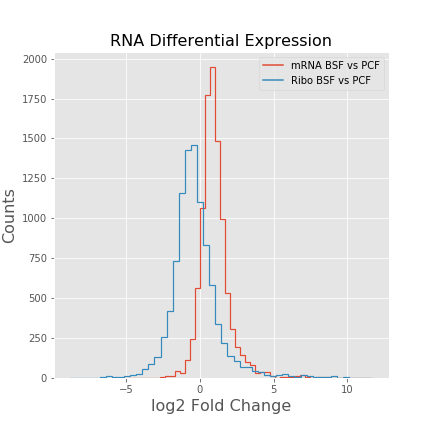 RNA Differential Expression
mRNA BSF vs PCF
Ribo BSF vs PCF
2000
1750
1500
1250
1000
750
500
250
0
Counts
−5 0 5 10
log2 Fold Change